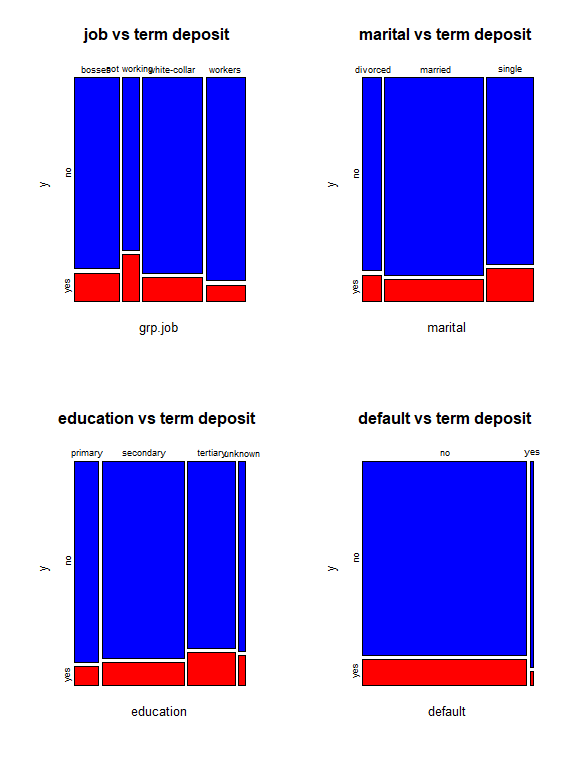 job vs term deposit
bosses not working white-collar workers
no
y
yes
grp.job
marital vs term deposit
divorced married single
no
y
yes
marital
education vs term deposit
primary secondary tertiary unknown
no
y
yes
education
default vs term deposit
no yes
no
y
yes
default